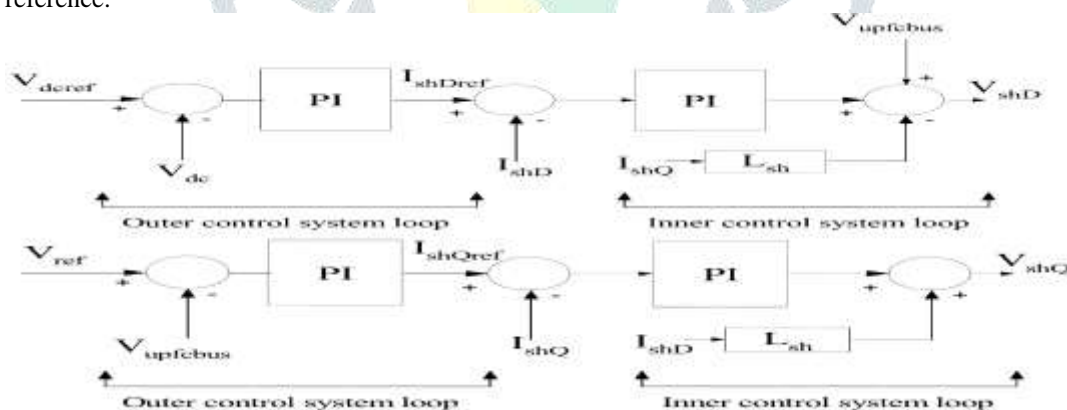 reference.
V_upfcbus
V_dcref + - PI I_shDref + - PI + + - V_shD
V_dc I_shD I_shQ L_sh
Outer control system loop Inner control system loop
V_ref + - PI I_shQref + - PI + + V_shQ
V_upfcbus I_shQ I_shD L_sh
Outer control system loop Inner control system loop